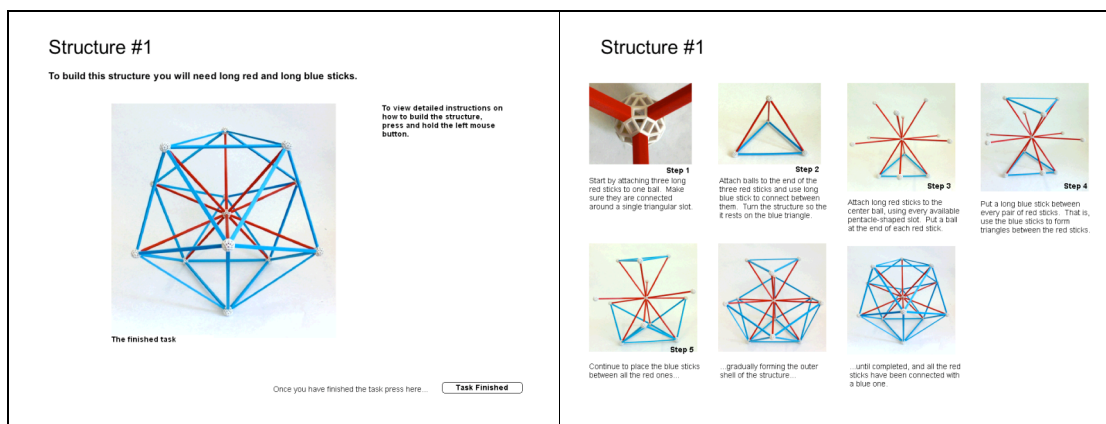 Structure #1
To build this structure you will need long red and long blue sticks.
To view detailed instructions on
how to build the structure,
press and hold the left mouse
button.
The finished task
Once you have finished the task press here...
Task Finished
Structure #1
Step 1
Start by attaching three long
red sticks to one ball. Make
sure they are connected
around a single triangular slot.
Step 2
Attach balls to the end of the
three red sticks and use long
blue stick to connect between
them. Turn the structure so the
it rests on the blue triangle.
Step 3
Attach long red sticks to the
center ball, using every available
pentacle-shaped slot. Put a ball
at the end of each red stick.
Step 4
Put a long blue stick between
every pair of red sticks. That is,
use the blue sticks to form
triangles between the red sticks.
Step 5
Continue to place the blue sticks
between all the red ones...
...gradually forming the outer
shell of the structure...
...until completed, and all the red
sticks have been connected with
a blue one.